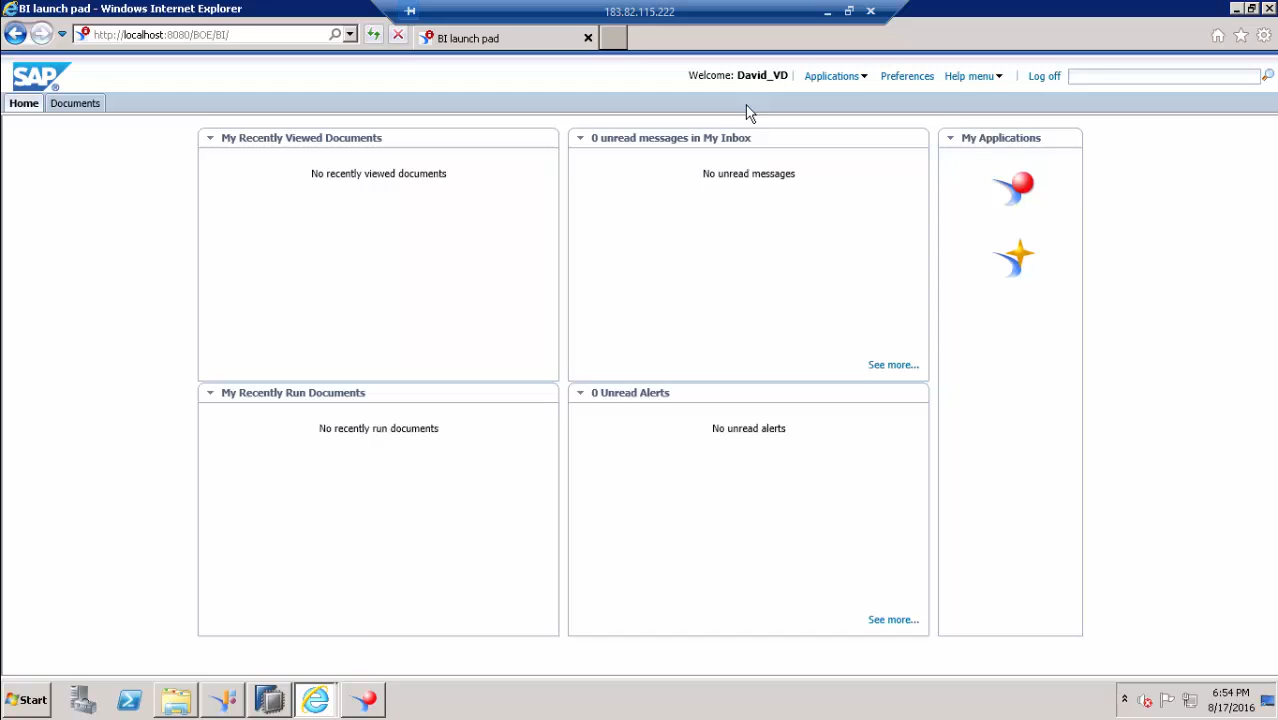 BI launch pad - Windows Internet Explorer
183.82.115.222
http://localhost:8080/BOE/BI/
BI launch pad
SAP
Welcome: David_VD
Applications
Preferences
Help menu
Log off
Home
Documents
My Recently Viewed Documents
No recently viewed documents
0 unread messages in My Inbox
No unread messages
See more...
My Applications
My Recently Run Documents
No recently run documents
0 Unread Alerts
No unread alerts
See more...
Start
6:54 PM
8/17/2016